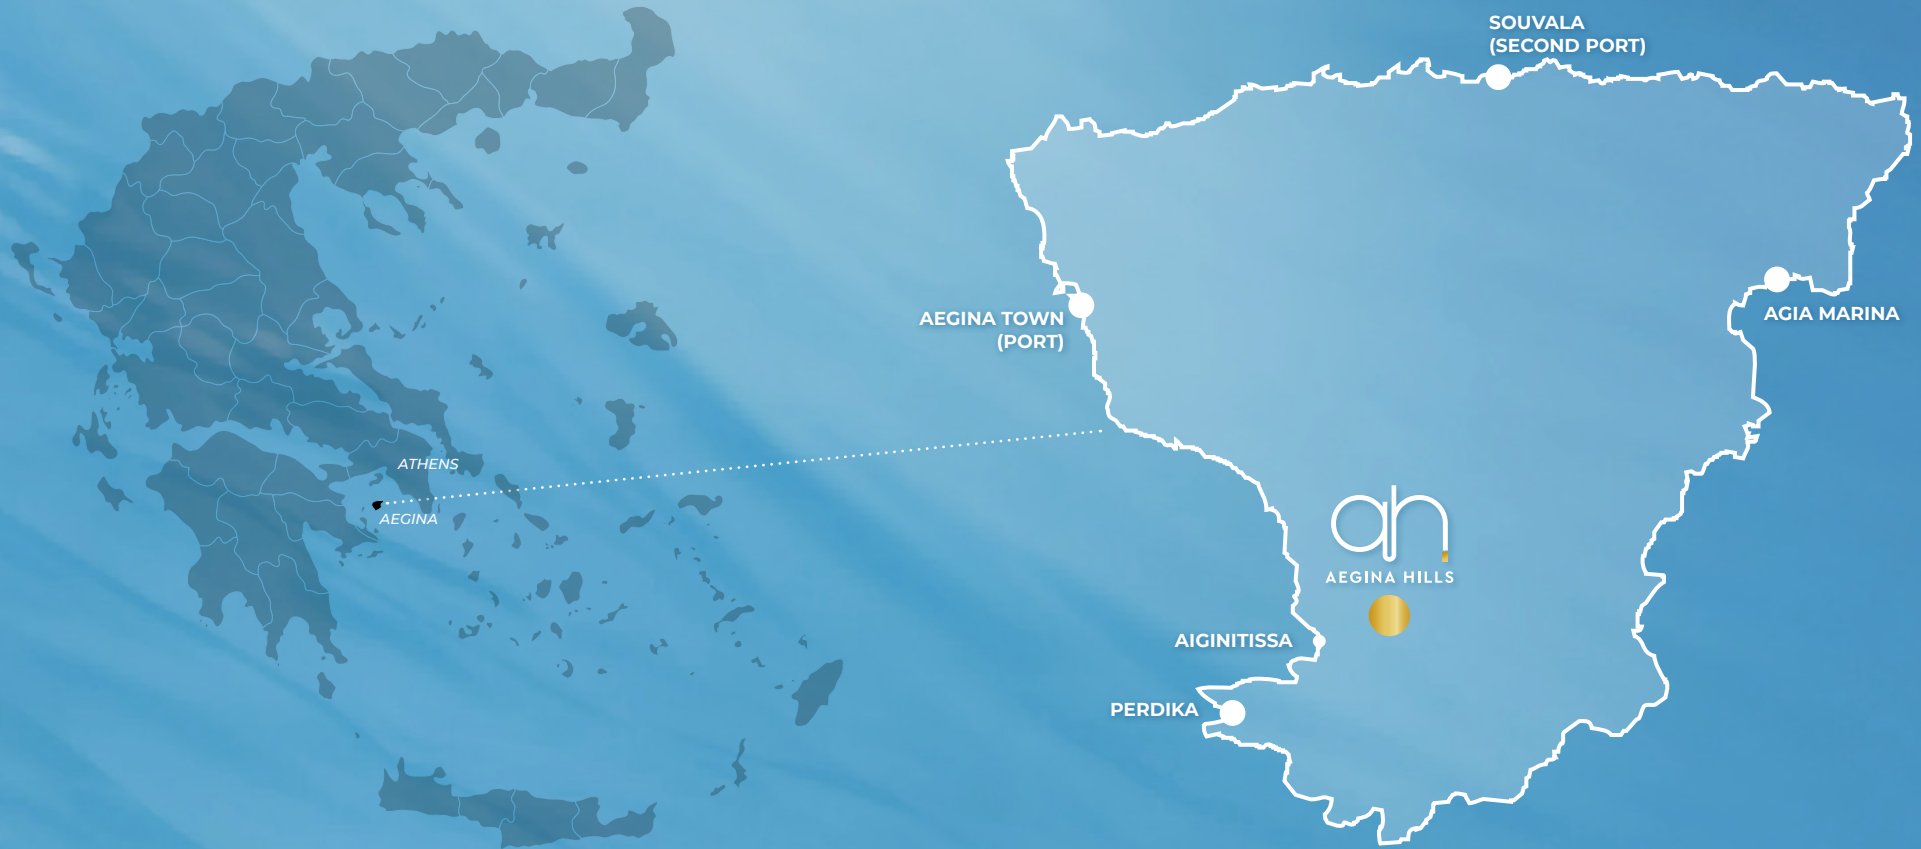 SOUVALA
(SECOND PORT)
AEGINA TOWN
(PORT)
AGIA MARINA
ATHENS
AEGINA
ah
AEGINA HILLS
AIGINITISSA
PERDIKA